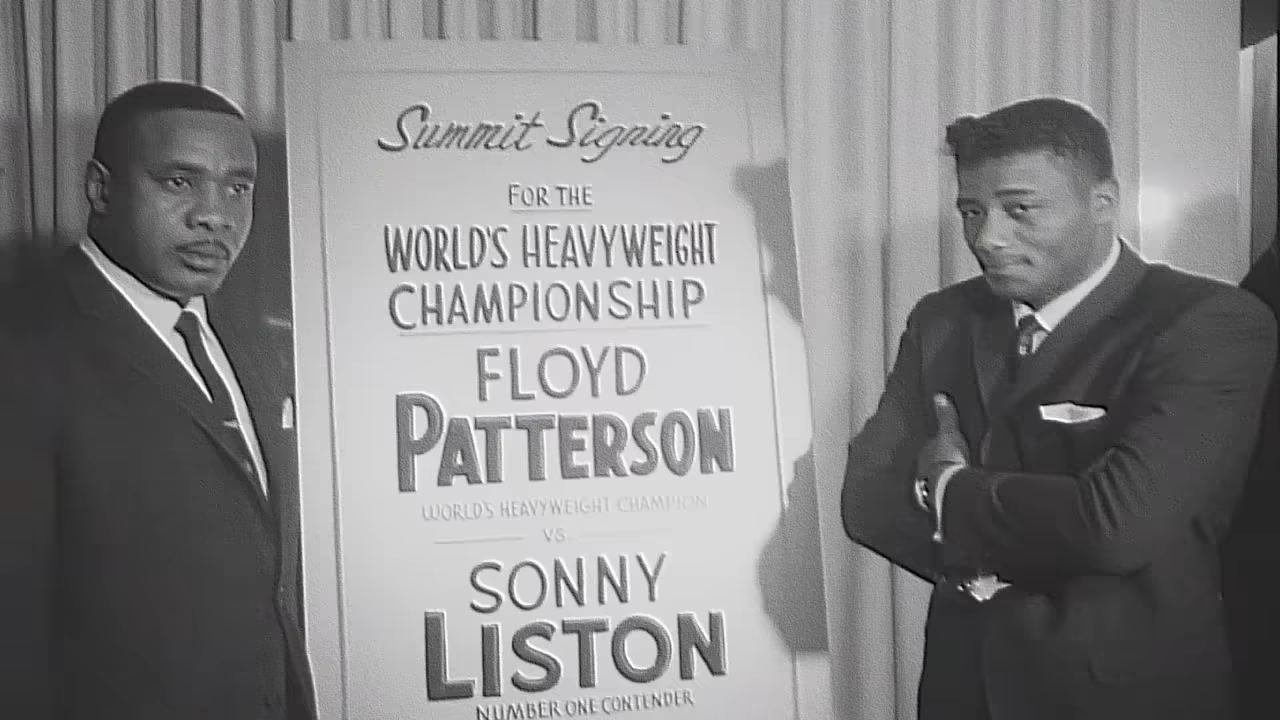 Summit Signing
FOR THE
WORLD'S HEAVYWEIGHT
CHAMPIONSHIP
FLOYD
PATTERSON
WORLD'S HEAVYWEIGHT CHAMPION
VS.
SONNY
LISTON
NUMBER ONE CONTENDER